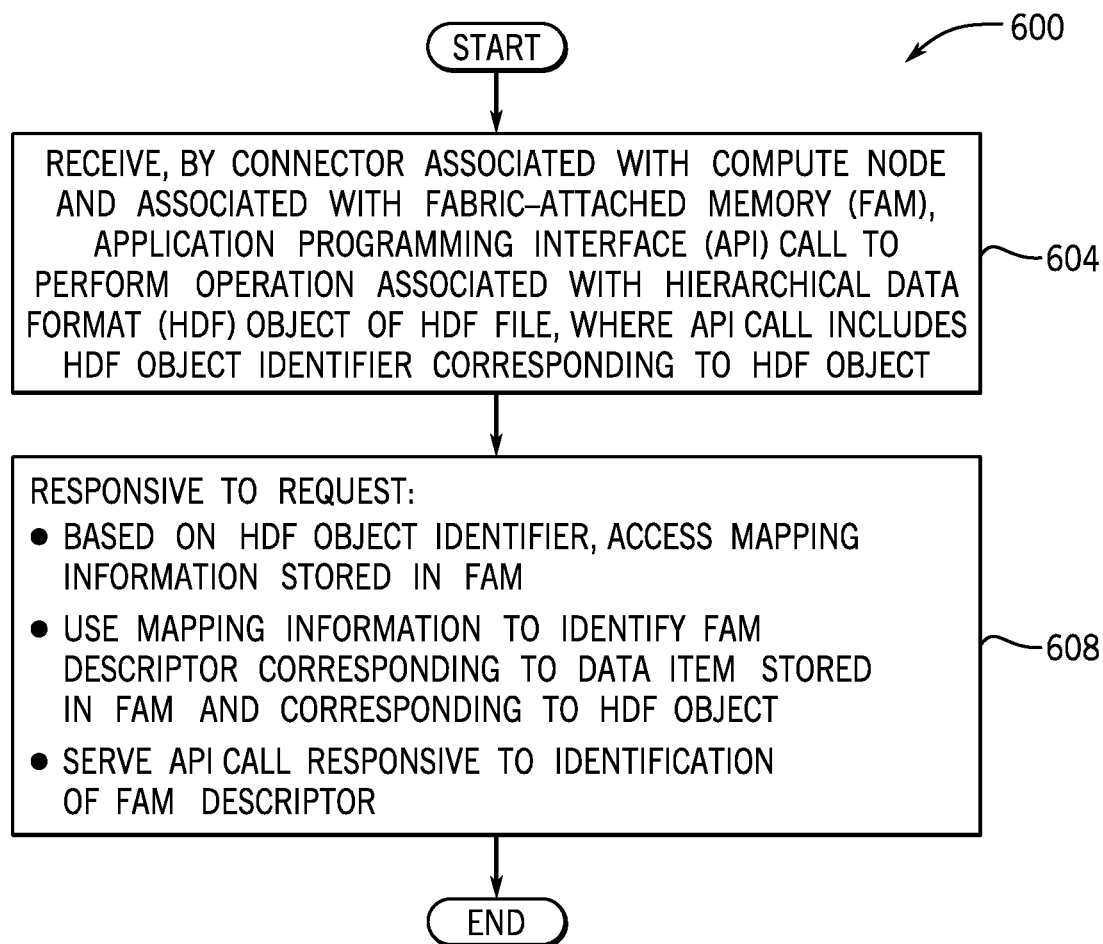 600
START
RECEIVE, BY CONNECTOR ASSOCIATED WITH COMPUTE NODE
AND ASSOCIATED WITH FABRIC-ATTACHED MEMORY (FAM),
APPLICATION PROGRAMMING INTERFACE (API) CALL TO
PERFORM OPERATION ASSOCIATED WITH HIERARCHICAL DATA
FORMAT (HDF) OBJECT OF HDF FILE, WHERE API CALL INCLUDES
HDF OBJECT IDENTIFIER CORRESPONDING TO HDF OBJECT
604
RESPONSIVE TO REQUEST:
● BASED ON HDF OBJECT IDENTIFIER, ACCESS MAPPING
INFORMATION STORED IN FAM
● USE MAPPING INFORMATION TO IDENTIFY FAM
DESCRIPTOR CORRESPONDING TO DATA ITEM STORED
IN FAM AND CORRESPONDING TO HDF OBJECT
● SERVE API CALL RESPONSIVE TO IDENTIFICATION
OF FAM DESCRIPTOR
608
END